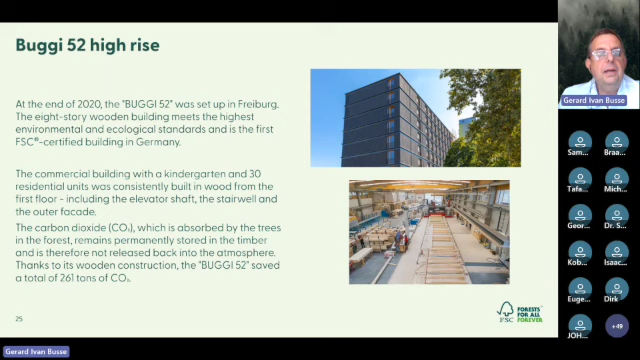 Buggi 52 high rise
At the end of 2020, the "BUGGI 52" was set up in Freiburg.
The eight-story wooden building meets the highest
environmental and ecological standards and is the first
FSC®-certified building in Germany.
The commercial building with a kindergarten and 30
residential units was consistently built in wood from the
first floor - including the elevator shaft, the stairwell and
the outer facade.
The carbon dioxide (CO₂), which is absorbed by the trees
in the forest, remains permanently stored in the timber
and is therefore not released back into the atmosphere.
Thanks to its wooden construction, the "BUGGI 52" saved
a total of 261 tons of CO₂.
25
FSC
FORESTS
FOR ALL
FOREVER
Gerard Ivan Busse
Sam...
Braa...
Tafa...
Mich...
Geor...
Dr. S...
Kob...
Isaac...
Euge...
Dirk
JOH...
+49
Gerard Ivan Busse